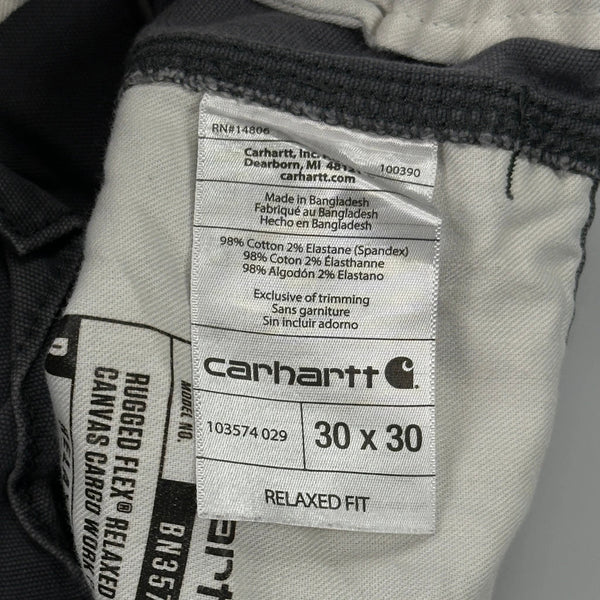 RN#14806
Carhartt, Inc.
Dearborn, MI 100390
carhartt.com
Made in Bangladesh
Fabriqué au Bangladesh
Hecho en Bangladesh
98% Cotton 2% Elastane (Spandex)
98% Coton 2% Élasthanne
98% Algodón 2% Elastano
Exclusive of trimming
Sans garniture
Sin incluir adorno
carhartt
103574 029
30 x 30
RELAXED FIT
MODEL NO.
BN357
RUGGED FLEX® RELAXED
CANVAS CARGO WORK